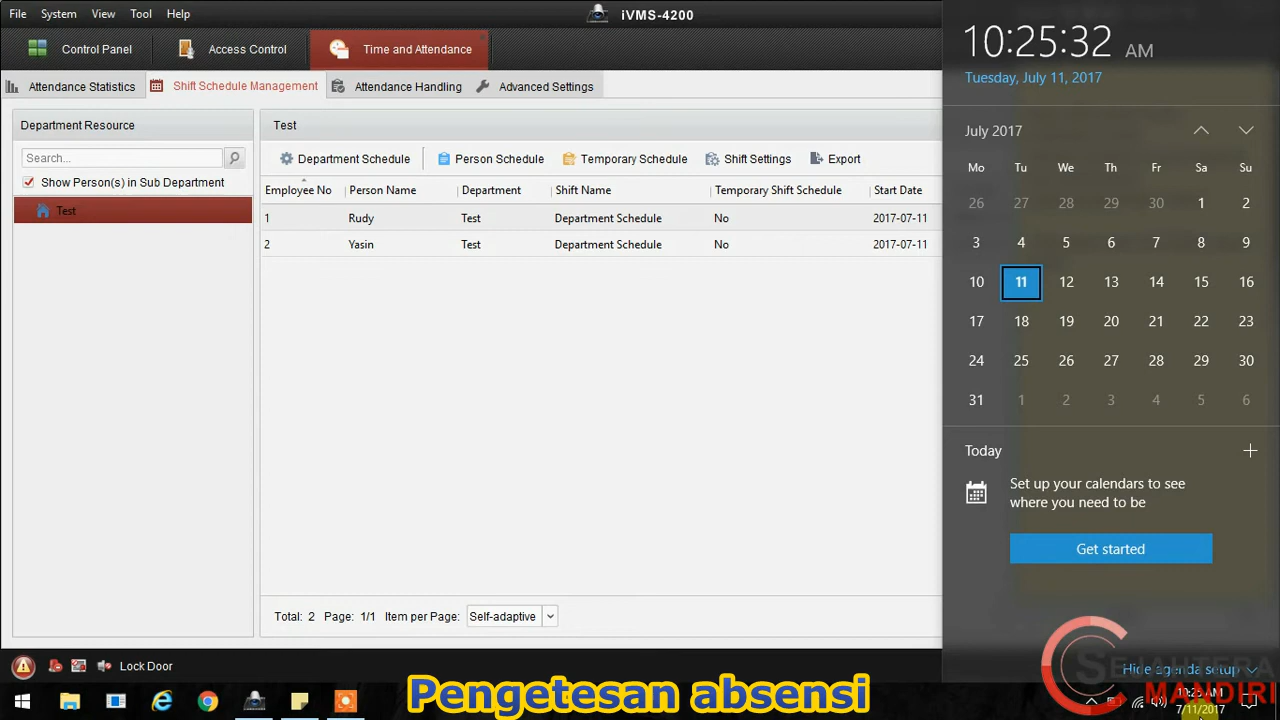 File System View Tool Help
iVMS-4200
Control Panel Access Control Time and Attendance
Attendance Statistics Shift Schedule Management Attendance Handling Advanced Settings
Department Resource
Search...
Show Person(s) in Sub Department
Test
Test
Department Schedule Person Schedule Temporary Schedule Shift Settings Export
Employee No Person Name Department Shift Name Temporary Shift Schedule Start Date
1 Rudy Test Department Schedule No 2017-07-11
2 Yasin Test Department Schedule No 2017-07-11
Total: 2 Page: 1/1 Item per Page: Self-adaptive
Lock Door
10:25:32 AM
Tuesday, July 11, 2017
July 2017
Mo Tu We Th Fr Sa Su
26 27 28 29 30 1 2
3 4 5 6 7 8 9
10 11 12 13 14 15 16
17 18 19 20 21 22 23
24 25 26 27 28 29 30
31 1 2 3 4 5 6
Today
Set up your calendars to see
where you need to be
Get started
Hide agenda setup
SEJAHTERA
MANDIRI
10:25 AM
7/11/2017
Pengetesan absensi